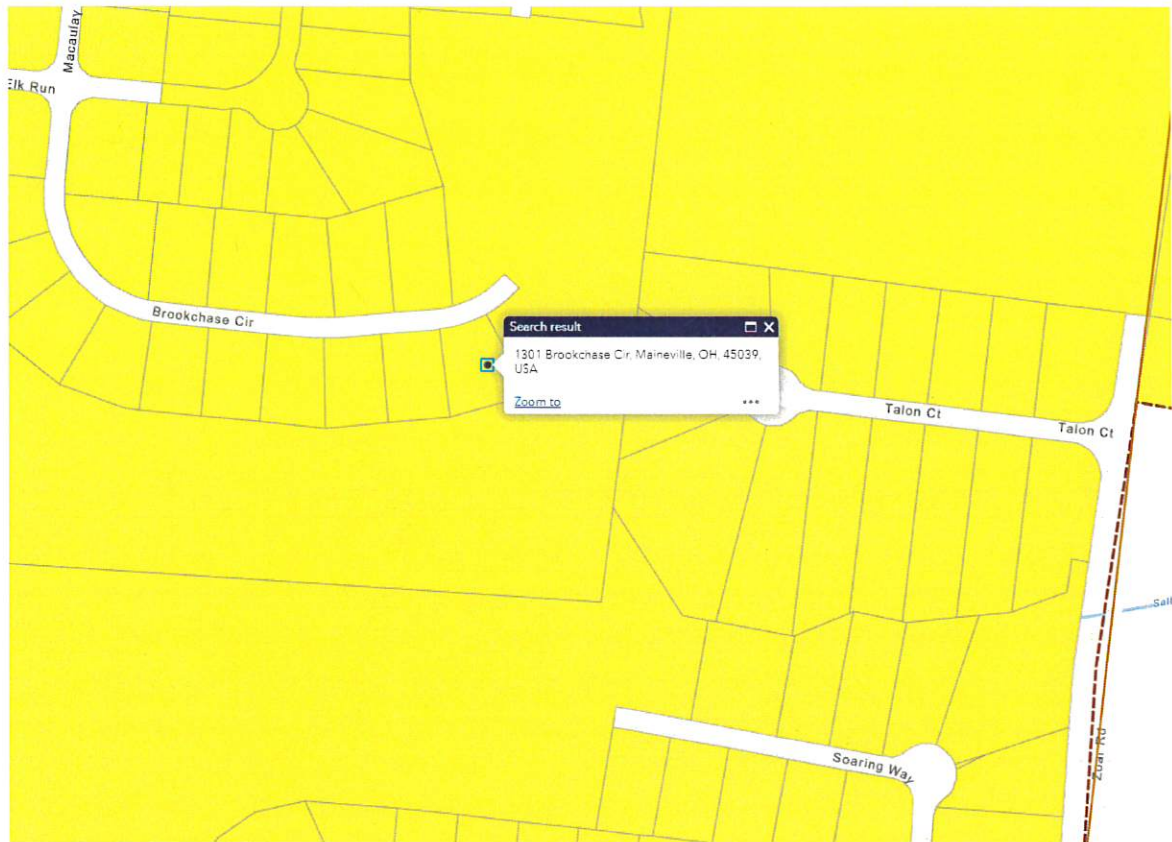 Macaulay
Elk Run
Brookchase Cir
Search result
1301 Brookchase Cir, Maineville, OH, 45039,
USA
Zoom to
Talon Ct
Talon Ct
Sal
Soaring Way
Zoar Rd